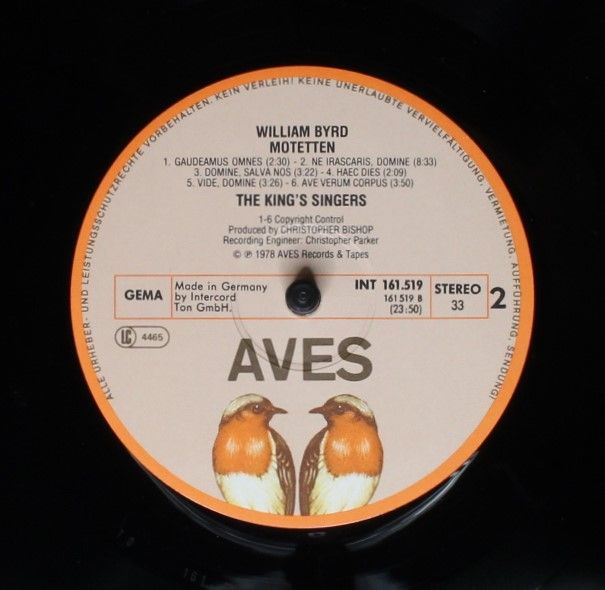 ALLE URHEBER- UND LEISTUNGSSCHUTZRECHTE VORBEHALTEN. KEIN VERLEIH! KEINE UNERLAUBTE VERVIELFÄLTIGUNG, VERMIETUNG, AUFFÜHRUNG, SENDUNG!
WILLIAM BYRD
MOTETTEN
1. GAUDEAMUS OMNES (2:30) - 2. NE IRASCARIS, DOMINE (8:33)
3. DOMINE, SALVA NOS (3:22) - 4. HAEC DIES (2:09)
5. VIDE, DOMINE (3:26) - 6. AVE VERUM CORPUS (3:50)
THE KING'S SINGERS
1-6 Copyright Control
Produced by CHRISTOPHER BISHOP
Recording Engineer: Christopher Parker
© ℗ 1978 AVES Records & Tapes
GEMA
Made in Germany
by Intercord
Ton GmbH.
INT 161.519
161 519 B
(23:50)
STEREO
33
2
LC 4465
AVES